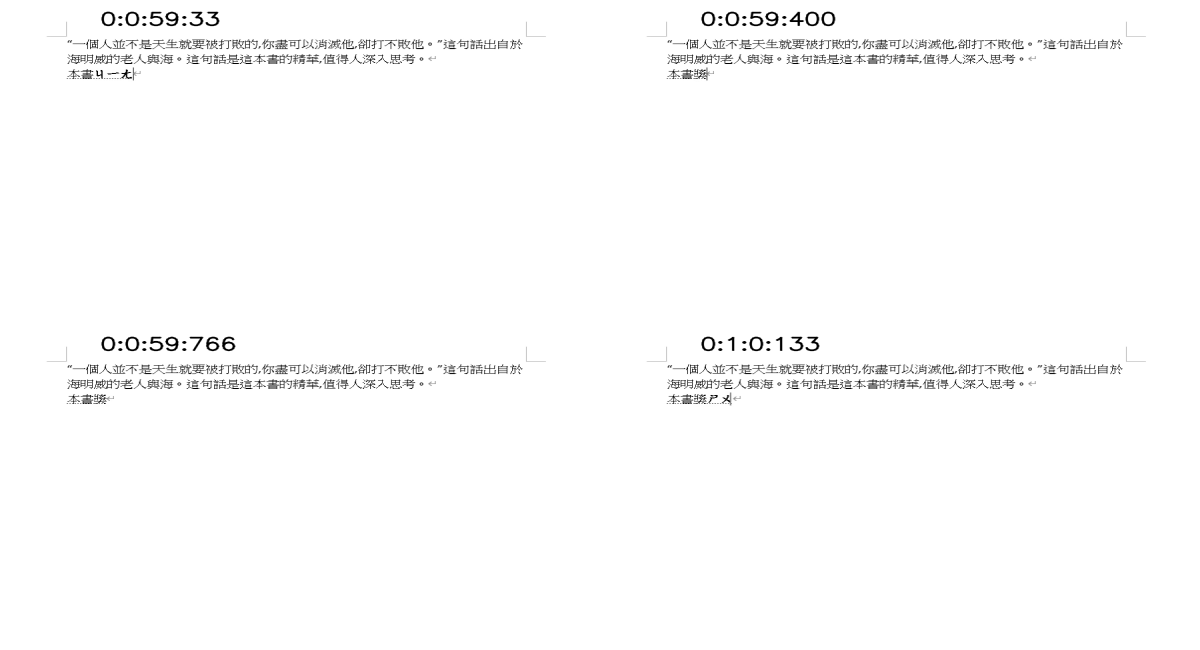 0:0:59:33
“一個人並不是天生就要被打敗的,你盡可以消滅他,卻打不敗他。”這句話出自於
海明威的老人與海。這句話是這本書的精華,值得人深入思考。
本書ㄐㄧㄤ
0:0:59:400
“一個人並不是天生就要被打敗的,你盡可以消滅他,卻打不敗他。”這句話出自於
海明威的老人與海。這句話是這本書的精華,值得人深入思考。
本書獎
0:0:59:766
“一個人並不是天生就要被打敗的,你盡可以消滅他,卻打不敗他。”這句話出自於
海明威的老人與海。這句話是這本書的精華,值得人深入思考。
本書獎
0:1:0:133
“一個人並不是天生就要被打敗的,你盡可以消滅他,卻打不敗他。”這句話出自於
海明威的老人與海。這句話是這本書的精華,值得人深入思考。
本書獎ㄕㄨ